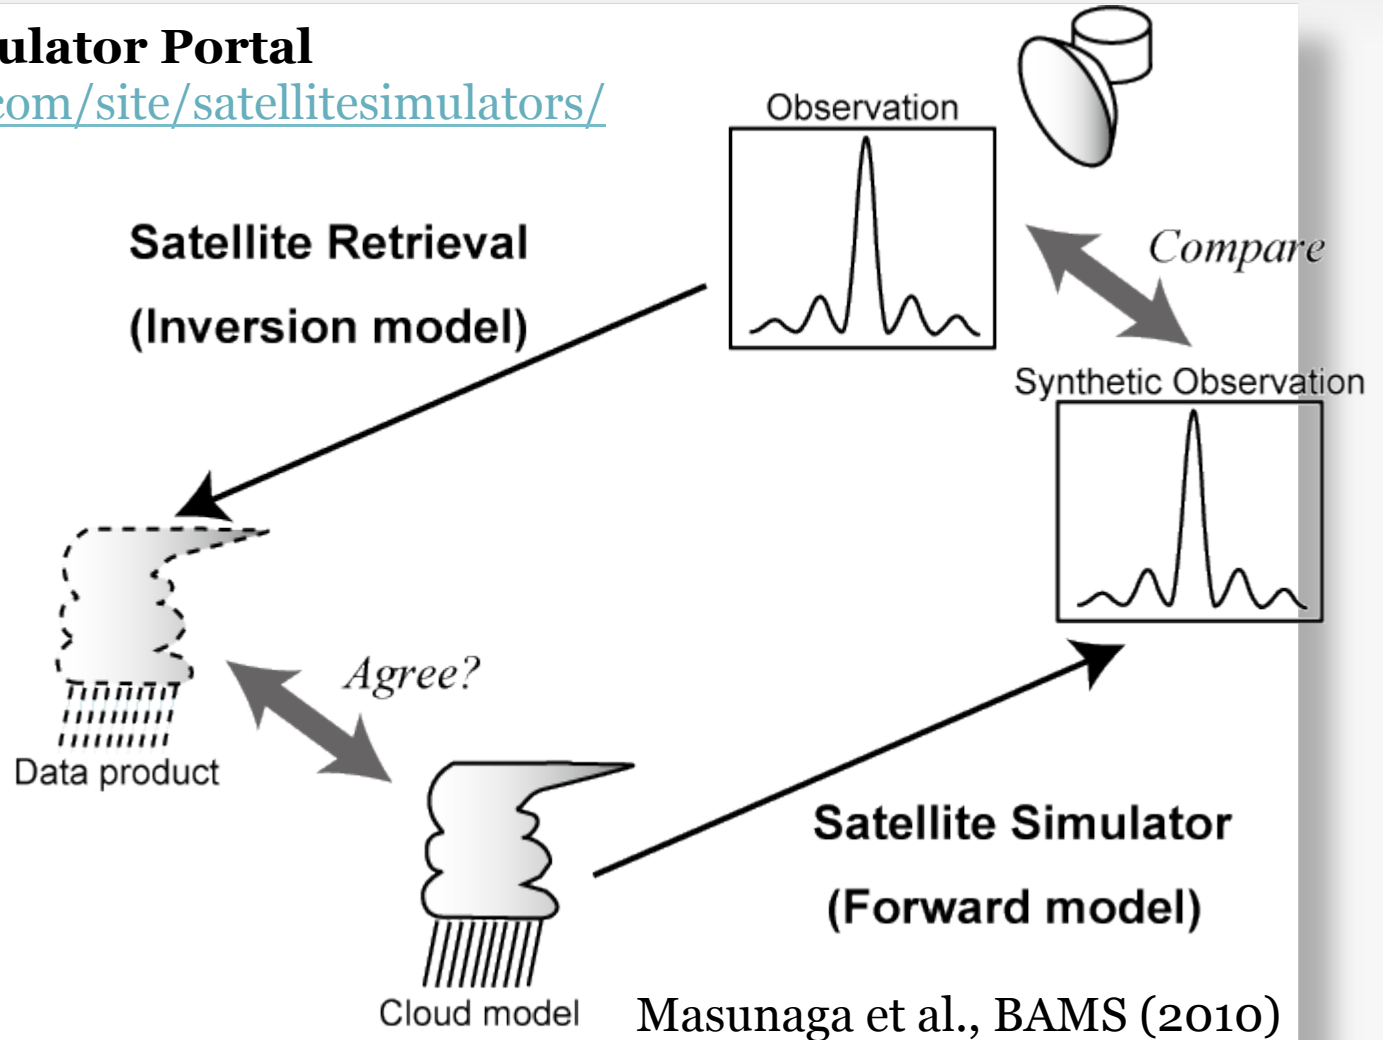 ulator Portal
com/site/satellitesimulators/
Observation
Satellite Retrieval
(Inversion model)
Compare
Synthetic Observation
Agree?
Data product
Satellite Simulator
(Forward model)
Cloud model
Masunaga et al., BAMS (2010)